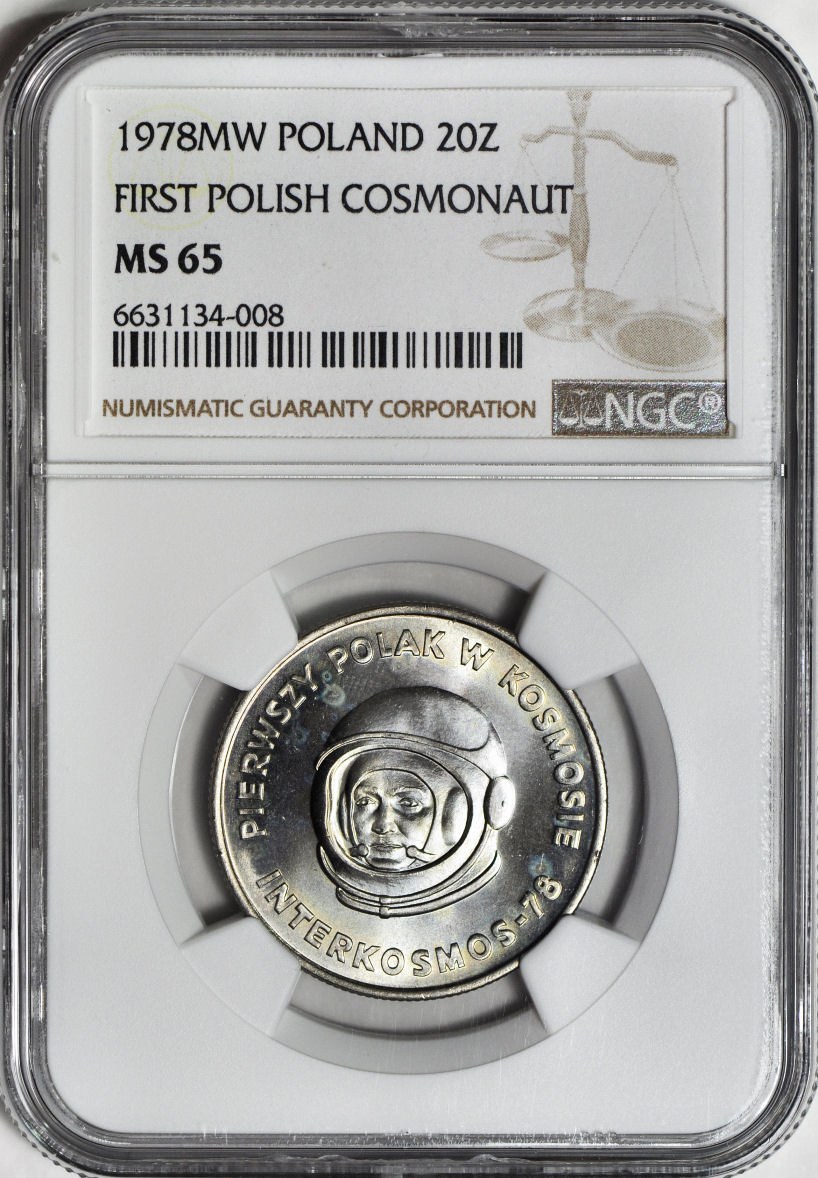 1978MW POLAND 20Z
FIRST POLISH COSMONAUT
MS 65
6631134-008
NUMISMATIC GUARANTY CORPORATION
NGC®
PIERWSZY POLAK W KOSMOSIE
INTERKOSMOS-78